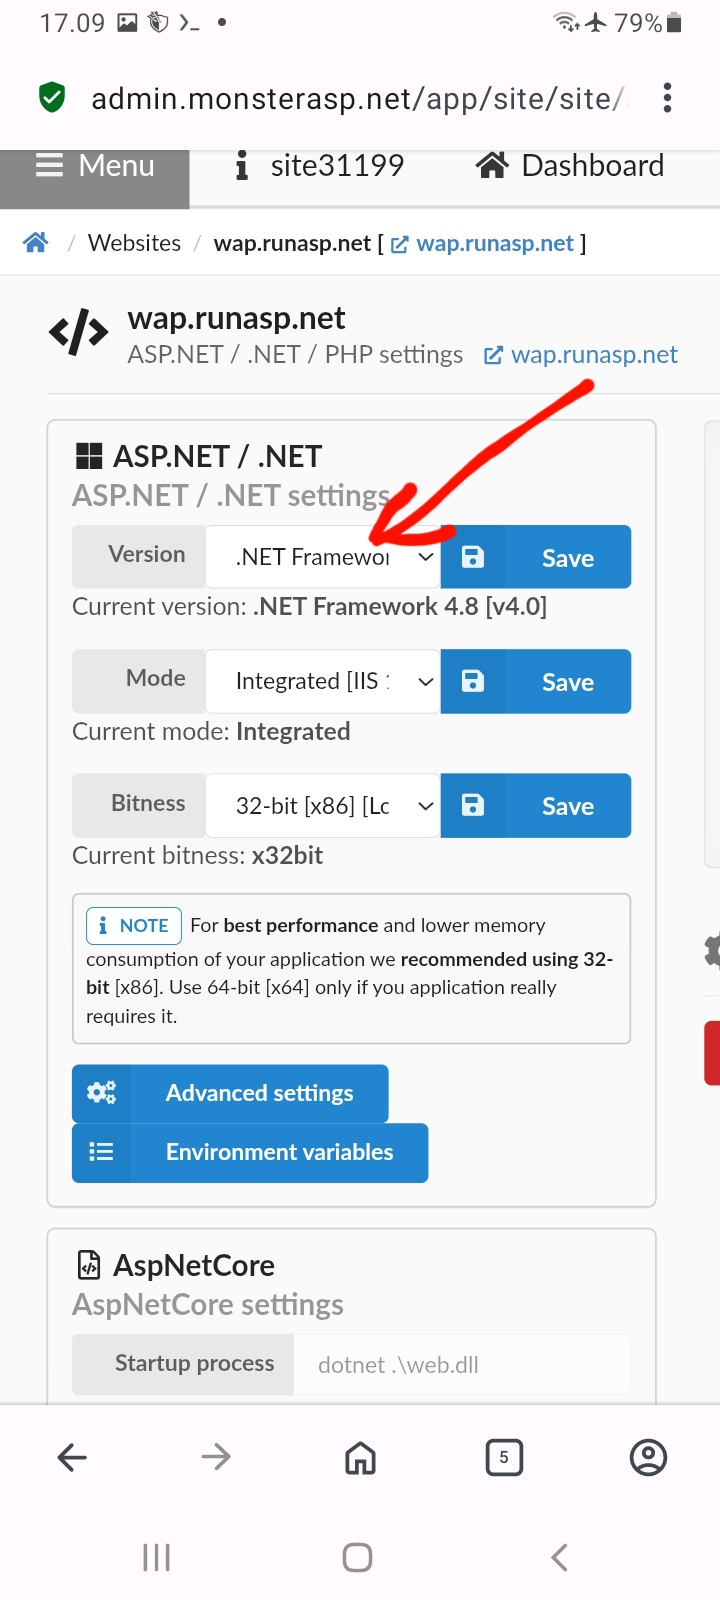 17.09
79%
admin.monsterasp.net/app/site/site/
Menu
site31199
Dashboard
/ Websites / wap.runasp.net [ wap.runasp.net ]
wap.runasp.net
ASP.NET / .NET / PHP settings wap.runasp.net
ASP.NET / .NET
ASP.NET / .NET settings
Version
.NET Framewor
Save
Current version: .NET Framework 4.8 [v4.0]
Mode
Integrated [IIS
Save
Current mode: Integrated
Bitness
32-bit [x86] [Lc
Save
Current bitness: x32bit
NOTE For best performance and lower memory
consumption of your application we recommended using 32-
bit [x86]. Use 64-bit [x64] only if you application really
requires it.
Advanced settings
Environment variables
AspNetCore
AspNetCore settings
Startup process
dotnet .\web.dll
5